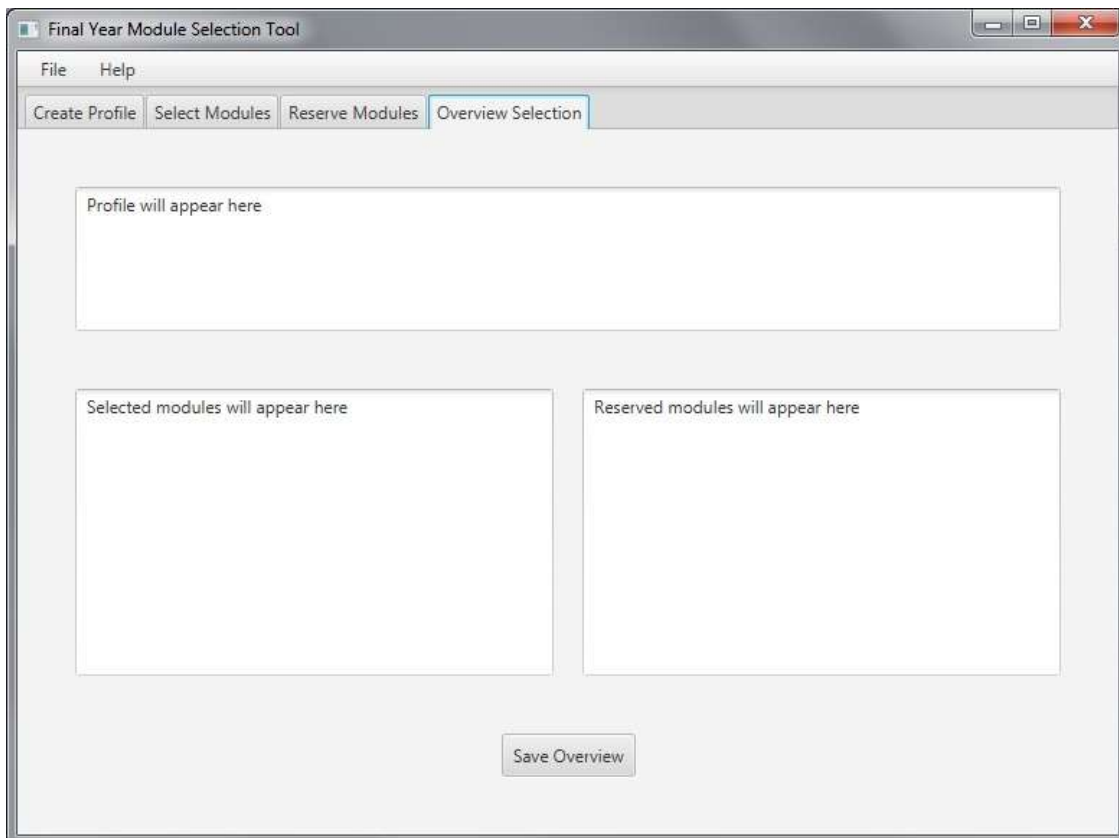 Final Year Module Selection Tool
File Help
Create Profile Select Modules Reserve Modules Overview Selection
Profile will appear here
Selected modules will appear here Reserved modules will appear here
Save Overview